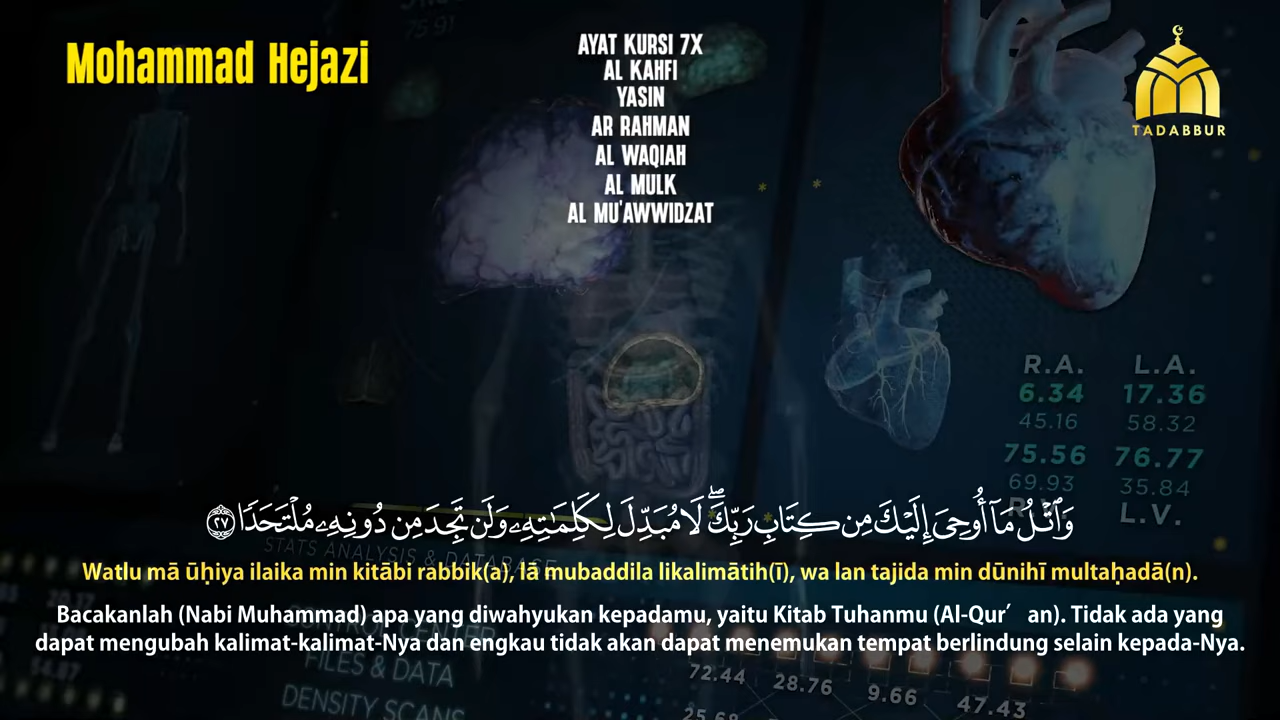 Mohammad Hejazi
AYAT KURSI 7X
AL KAHFI
YASIN
AR RAHMAN
AL WAQIAH
AL MULK
AL MU'AWWIDZAT
TADABBUR
75.91
R.A. L.A.
6.34 17.36
45.16 58.32
75.56 76.77
69.93 35.84
R.V. L.V.
وَٱتْلُ مَآ أُوحِىَ إِلَيْكَ مِن كِتَابِ رَبِّكَ ۖ لَا مُبَدِّلَ لِكَلِمَٰتِهِۦ وَلَن تَجِدَ مِن دُونِهِۦ مُلْتَحَدًا ٢٧
STATS ANALYSIS & DATABASE
Watlu mā ūḥiya ilaika min kitābi rabbik(a), lā mubaddila likalimātih(ī), wa lan tajida min dūnihī multaḥadā(n).
Bacakanlah (Nabi Muhammad) apa yang diwahyukan kepadamu, yaitu Kitab Tuhanmu (Al-Qur′an). Tidak ada yang
dapat mengubah kalimat-kalimat-Nya dan engkau tidak akan dapat menemukan tempat berlindung selain kepada-Nya.
FILES & DATA
DENSITY SCANS
72.44 28.76 9.66 47.43